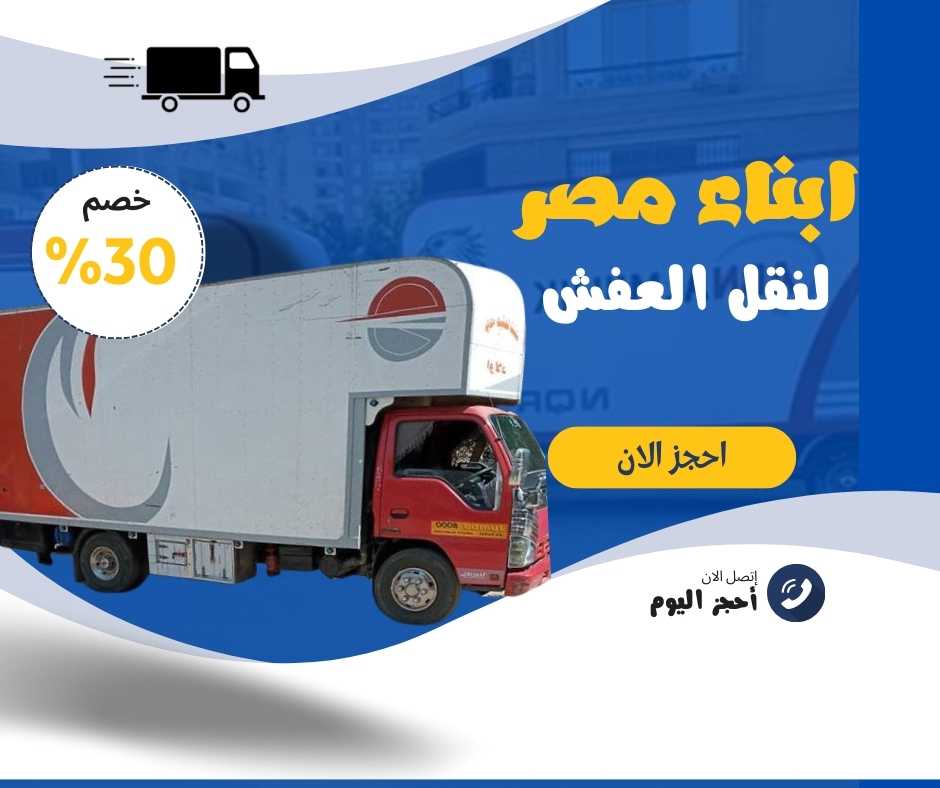 خصم
%30
ابناء مصر
لنقل العفش
احجز الان
إتصل الان
أحجز اليوم